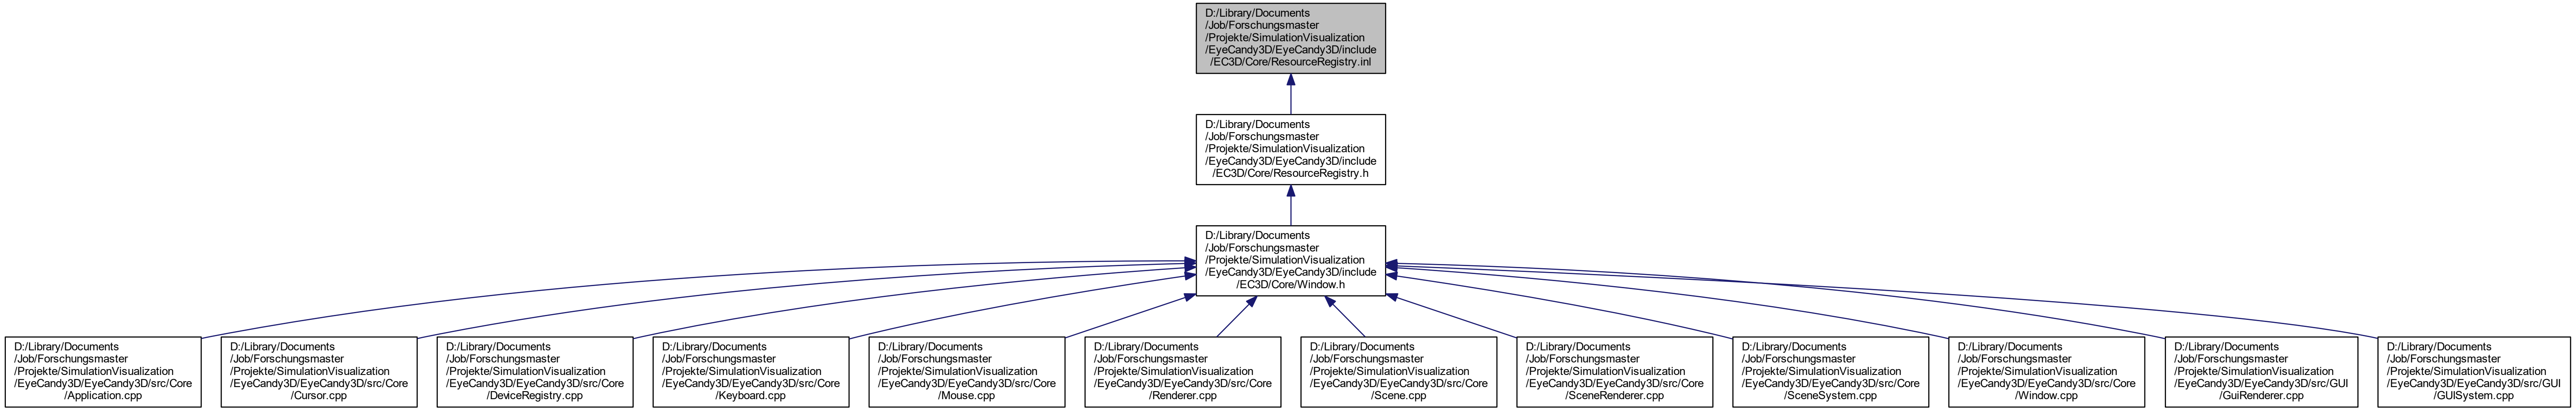 D:/Library/Documents
/Job/Forschungsmaster
/Projekte/SimulationVisualization
/EyeCandy3D/EyeCandy3D/include
/EC3D/Core/ResourceRegistry.inl
D:/Library/Documents
/Job/Forschungsmaster
/Projekte/SimulationVisualization
/EyeCandy3D/EyeCandy3D/include
/EC3D/Core/ResourceRegistry.h
D:/Library/Documents
/Job/Forschungsmaster
/Projekte/SimulationVisualization
/EyeCandy3D/EyeCandy3D/include
/EC3D/Core/Window.h
D:/Library/Documents
/Job/Forschungsmaster
/Projekte/SimulationVisualization
/EyeCandy3D/EyeCandy3D/src/Core
/Application.cpp
D:/Library/Documents
/Job/Forschungsmaster
/Projekte/SimulationVisualization
/EyeCandy3D/EyeCandy3D/src/Core
/Cursor.cpp
D:/Library/Documents
/Job/Forschungsmaster
/Projekte/SimulationVisualization
/EyeCandy3D/EyeCandy3D/src/Core
/DeviceRegistry.cpp
D:/Library/Documents
/Job/Forschungsmaster
/Projekte/SimulationVisualization
/EyeCandy3D/EyeCandy3D/src/Core
/Keyboard.cpp
D:/Library/Documents
/Job/Forschungsmaster
/Projekte/SimulationVisualization
/EyeCandy3D/EyeCandy3D/src/Core
/Mouse.cpp
D:/Library/Documents
/Job/Forschungsmaster
/Projekte/SimulationVisualization
/EyeCandy3D/EyeCandy3D/src/Core
/Renderer.cpp
D:/Library/Documents
/Job/Forschungsmaster
/Projekte/SimulationVisualization
/EyeCandy3D/EyeCandy3D/src/Core
/Scene.cpp
D:/Library/Documents
/Job/Forschungsmaster
/Projekte/SimulationVisualization
/EyeCandy3D/EyeCandy3D/src/Core
/SceneRenderer.cpp
D:/Library/Documents
/Job/Forschungsmaster
/Projekte/SimulationVisualization
/EyeCandy3D/EyeCandy3D/src/Core
/SceneSystem.cpp
D:/Library/Documents
/Job/Forschungsmaster
/Projekte/SimulationVisualization
/EyeCandy3D/EyeCandy3D/src/Core
/Window.cpp
D:/Library/Documents
/Job/Forschungsmaster
/Projekte/SimulationVisualization
/EyeCandy3D/EyeCandy3D/src/GUI
/GuiRenderer.cpp
D:/Library/Documents
/Job/Forschungsmaster
/Projekte/SimulationVisualization
/EyeCandy3D/EyeCandy3D/src/GUI
/GUISystem.cpp